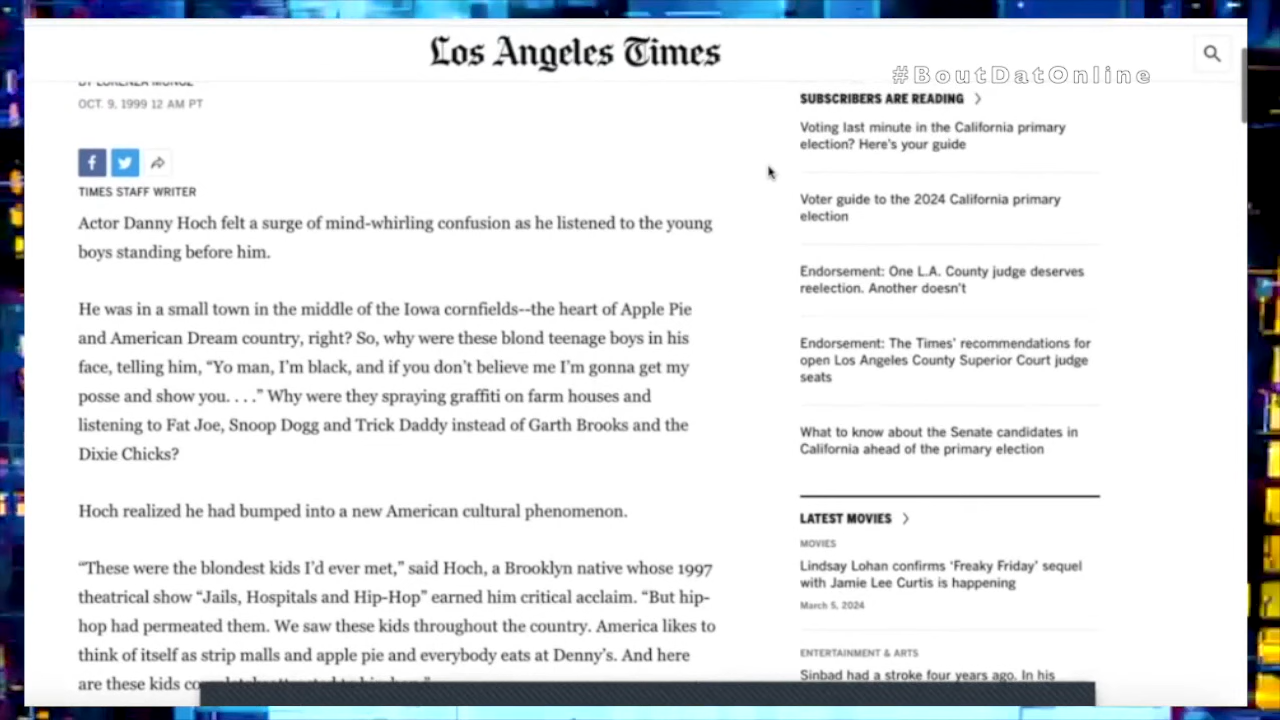 Los Angeles Times
#BoutDatOnline
OCT. 9, 1999 12 AM PT
TIMES STAFF WRITER
Actor Danny Hoch felt a surge of mind-whirling confusion as he listened to the young
boys standing before him.
He was in a small town in the middle of the Iowa cornfields--the heart of Apple Pie
and American Dream country, right? So, why were these blond teenage boys in his
face, telling him, “Yo man, I’m black, and if you don’t believe me I’m gonna get my
posse and show you. . . .” Why were they spraying graffiti on farm houses and
listening to Fat Joe, Snoop Dogg and Trick Daddy instead of Garth Brooks and the
Dixie Chicks?
Hoch realized he had bumped into a new American cultural phenomenon.
“These were the blondest kids I’d ever met,” said Hoch, a Brooklyn native whose 1997
theatrical show “Jails, Hospitals and Hip-Hop” earned him critical acclaim. “But hip-
hop had permeated them. We saw these kids throughout the country. America likes to
think of itself as strip malls and apple pie and everybody eats at Denny’s. And here
are these kids
SUBSCRIBERS ARE READING
Voting last minute in the California primary
election? Here’s your guide
Voter guide to the 2024 California primary
election
Endorsement: One L.A. County judge deserves
reelection. Another doesn’t
Endorsement: The Times’ recommendations for
open Los Angeles County Superior Court judge
seats
What to know about the Senate candidates in
California ahead of the primary election
LATEST MOVIES
MOVIES
Lindsay Lohan confirms ‘Freaky Friday’ sequel
with Jamie Lee Curtis is happening
March 5, 2024
ENTERTAINMENT & ARTS
Sinbad had a stroke four years ago. In his